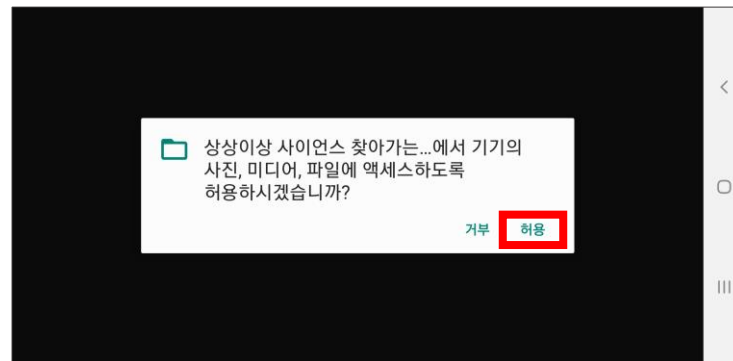 상상이상 사이언스 찾아가는...에서 기기의
사진, 미디어, 파일에 액세스하도록
허용하시겠습니까?
거부 허용